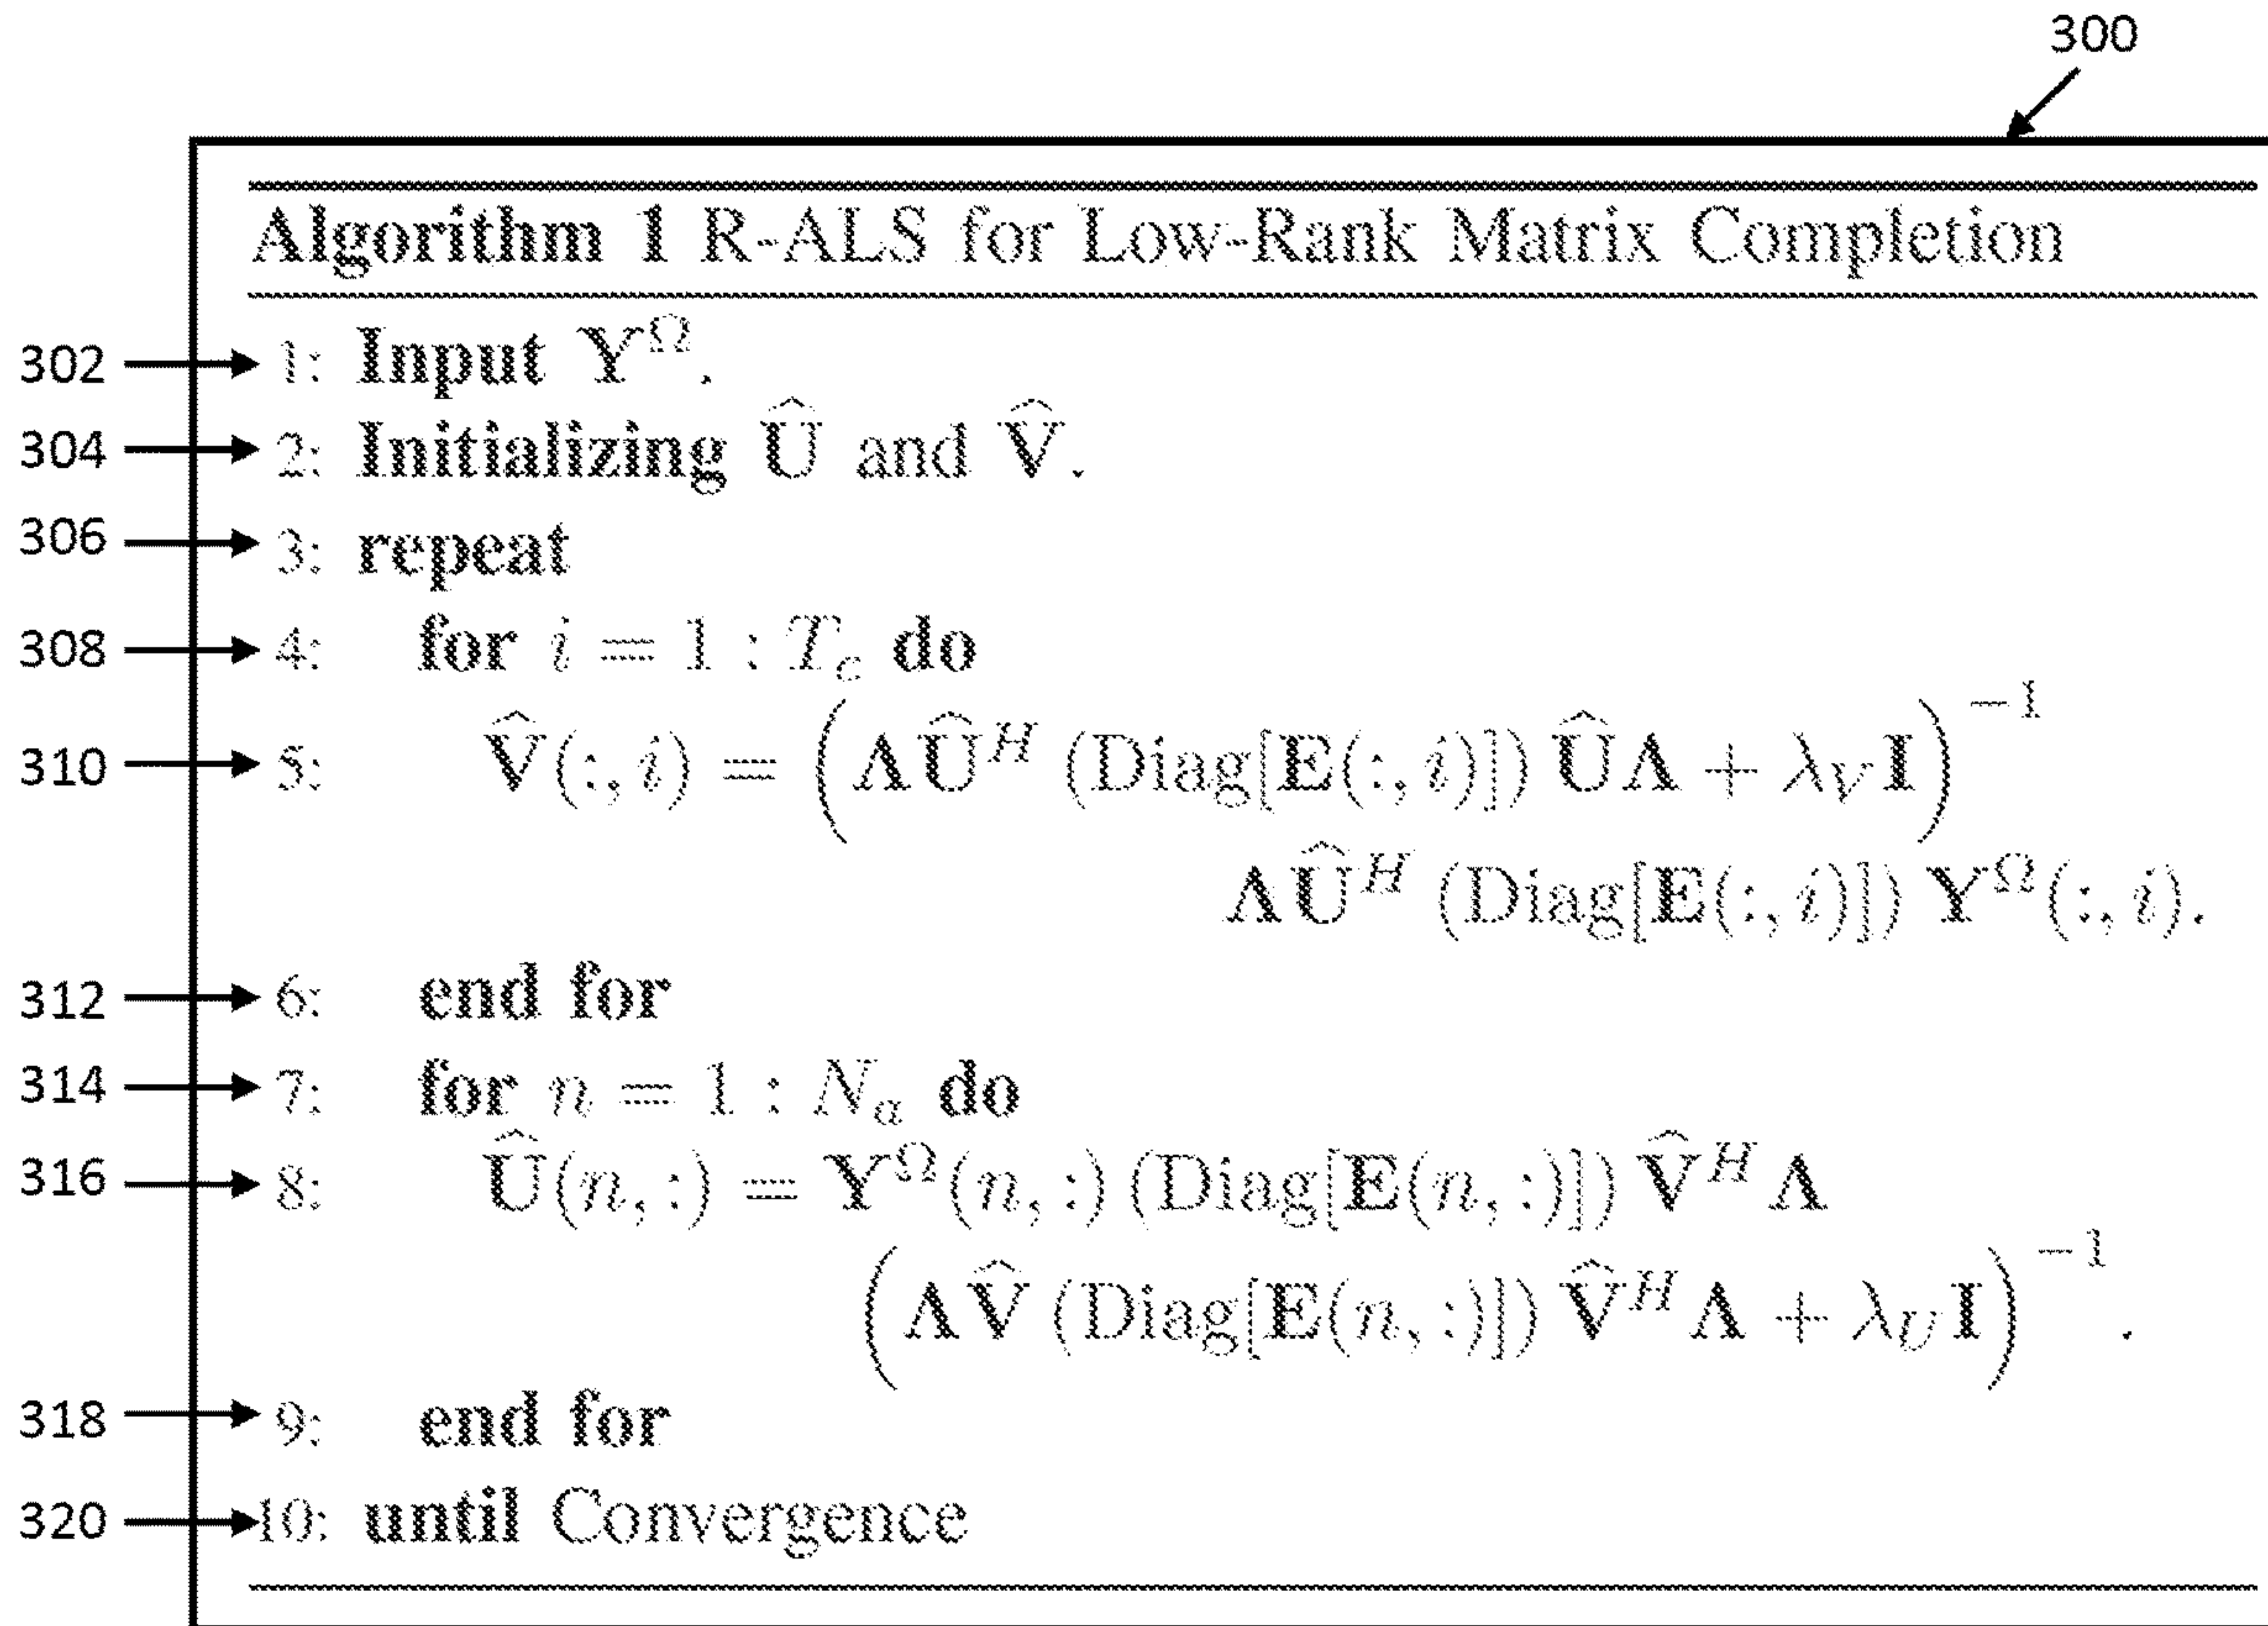 300
Algorithm 1 R-ALS for Low-Rank Matrix Completion
302 1: Input Y^Ω.
304 2: Initializing Û and V̂.
306 3: repeat
308 4: for i = 1 : T_c do
310 5: V̂(:, i) = (ΛÛ^H (Diag[E(:, i)]) ÛΛ + λ_V I)^−1
ΛÛ^H (Diag[E(:, i)]) Y^Ω(:, i).
312 6: end for
314 7: for n = 1 : N_a do
316 8: Û(n, :) = Y^Ω(n, :) (Diag[E(n, :)]) V̂^H Λ
(ΛV̂ (Diag[E(n, :)]) V̂^H Λ + λ_U I)^−1.
318 9: end for
320 10: until Convergence